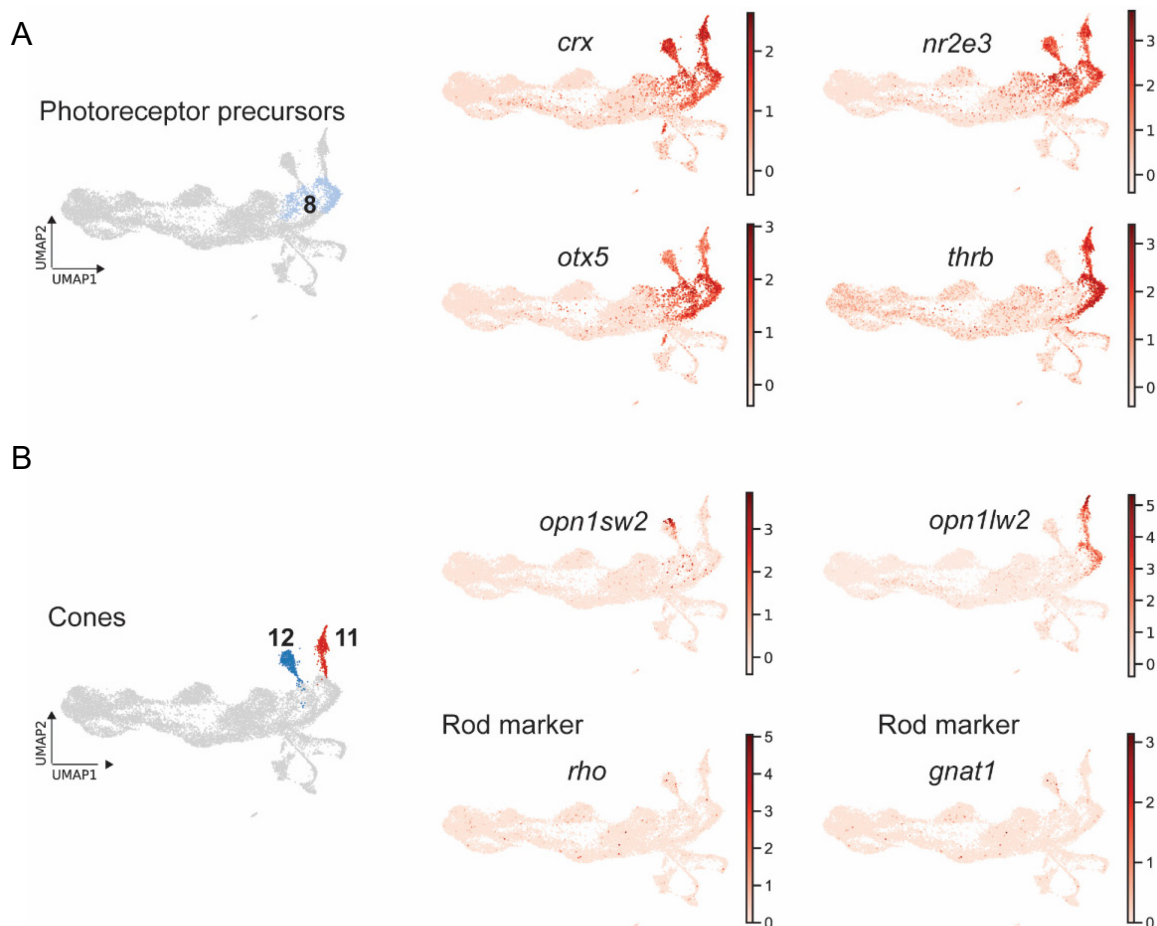 A
Photoreceptor precursors
8
UMAP2
UMAP1
crx
2
1
0
nr2e3
3
2
1
0
otx5
3
2
1
0
thrb
3
2
1
0
B
Cones
12
11
UMAP2
UMAP1
opn1sw2
3
2
1
0
opn1lw2
5
4
3
2
1
0
Rod marker
rho
5
4
3
2
1
0
Rod marker
gnat1
3
2
1
0